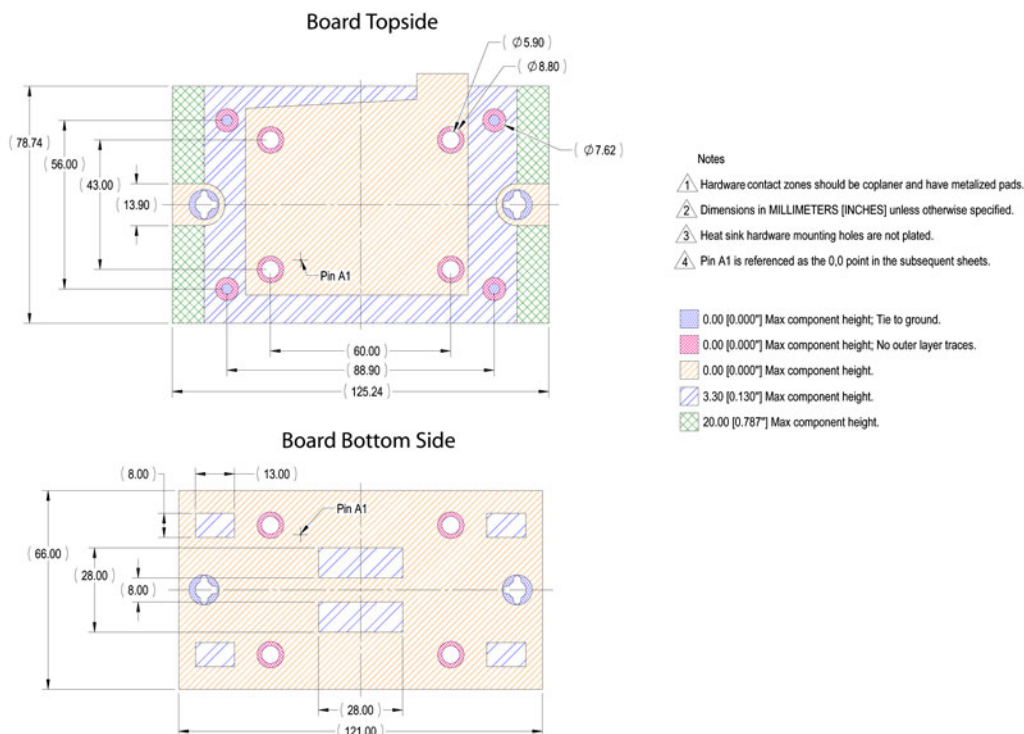 Board Topside
( Ø5.90 )
( Ø8.80 )
( Ø7.62 )
( 78.74 )
( 56.00 )
( 43.00 )
( 13.90 )
Pin A1
( 60.00 )
( 88.90 )
( 125.24 )
Notes
1 Hardware contact zones should be coplaner and have metalized pads.
2 Dimensions in MILLIMETERS [INCHES] unless otherwise specified.
3 Heat sink hardware mounting holes are not plated.
4 Pin A1 is referenced as the 0,0 point in the subsequent sheets.
0.00 [0.000"] Max component height; Tie to ground.
0.00 [0.000"] Max component height; No outer layer traces.
0.00 [0.000"] Max component height.
3.30 [0.130"] Max component height.
20.00 [0.787"] Max component height.
Board Bottom Side
( 8.00 )
( 13.00 )
Pin A1
( 66.00 )
( 28.00 )
( 8.00 )
( 28.00 )
( 121.00 )